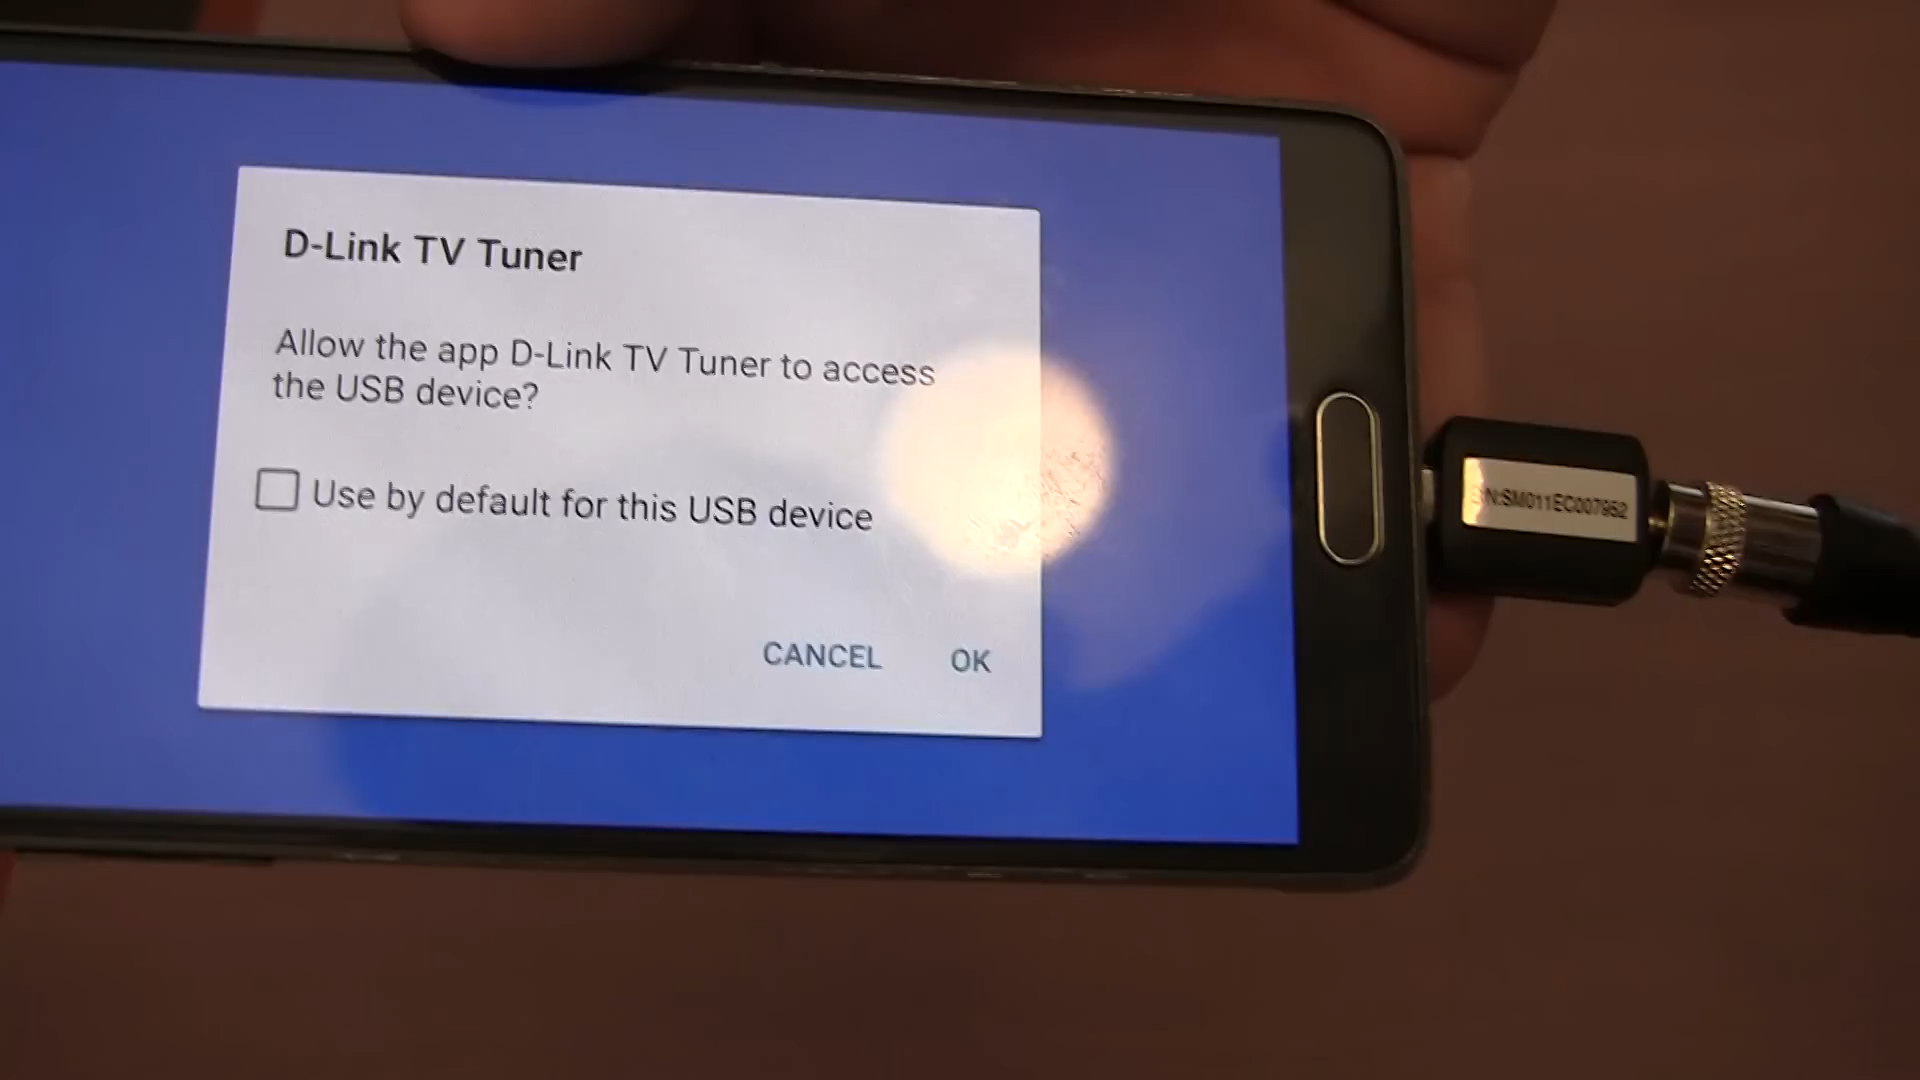 D-Link TV Tuner
Allow the app D-Link TV Tuner to access
the USB device?
Use by default for this USB device
CANCEL OK
N:SM011EC007952